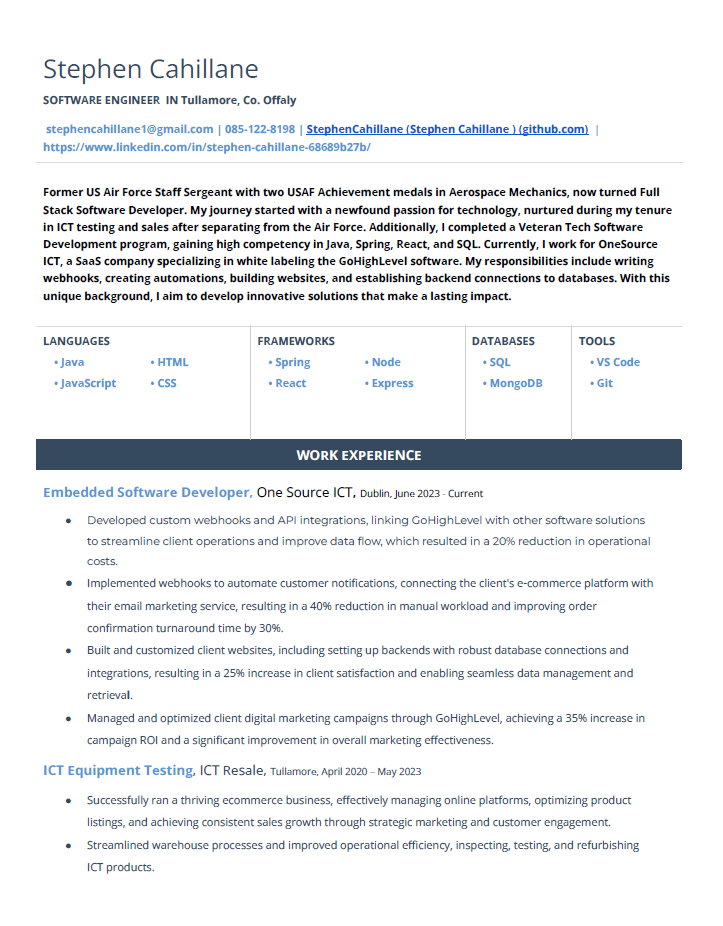 Stephen Cahillane
SOFTWARE ENGINEER IN Tullamore, Co. Offaly
stephencahillane1@gmail.com | 085-122-8198 | StephenCahillane (Stephen Cahillane ) (github.com) |
https://www.linkedin.com/in/stephen-cahillane-68689b27b/
Former US Air Force Staff Sergeant with two USAF Achievement medals in Aerospace Mechanics, now turned Full
Stack Software Developer. My journey started with a newfound passion for technology, nurtured during my tenure
in ICT testing and sales after separating from the Air Force. Additionally, I completed a Veteran Tech Software
Development program, gaining high competency in Java, Spring, React, and SQL. Currently, I work for OneSource
ICT, a SaaS company specializing in white labeling the GoHighLevel software. My responsibilities include writing
webhooks, creating automations, building websites, and establishing backend connections to databases. With this
unique background, I aim to develop innovative solutions that make a lasting impact.
LANGUAGES
• Java • HTML
• JavaScript • CSS
FRAMEWORKS
• Spring • Node
• React • Express
DATABASES
• SQL
• MongoDB
TOOLS
• VS Code
• Git
WORK EXPERIENCE
Embedded Software Developer, One Source ICT, Dublin, June 2023 - Current
● Developed custom webhooks and API integrations, linking GoHighLevel with other software solutions
to streamline client operations and improve data flow, which resulted in a 20% reduction in operational
costs.
● Implemented webhooks to automate customer notifications, connecting the client's e-commerce platform with
their email marketing service, resulting in a 40% reduction in manual workload and improving order
confirmation turnaround time by 30%.
● Built and customized client websites, including setting up backends with robust database connections and
integrations, resulting in a 25% increase in client satisfaction and enabling seamless data management and
retrieval.
● Managed and optimized client digital marketing campaigns through GoHighLevel, achieving a 35% increase in
campaign ROI and a significant improvement in overall marketing effectiveness.
ICT Equipment Testing, ICT Resale, Tullamore, April 2020 – May 2023
● Successfully ran a thriving ecommerce business, effectively managing online platforms, optimizing product
listings, and achieving consistent sales growth through strategic marketing and customer engagement.
● Streamlined warehouse processes and improved operational efficiency, inspecting, testing, and refurbishing
ICT products.